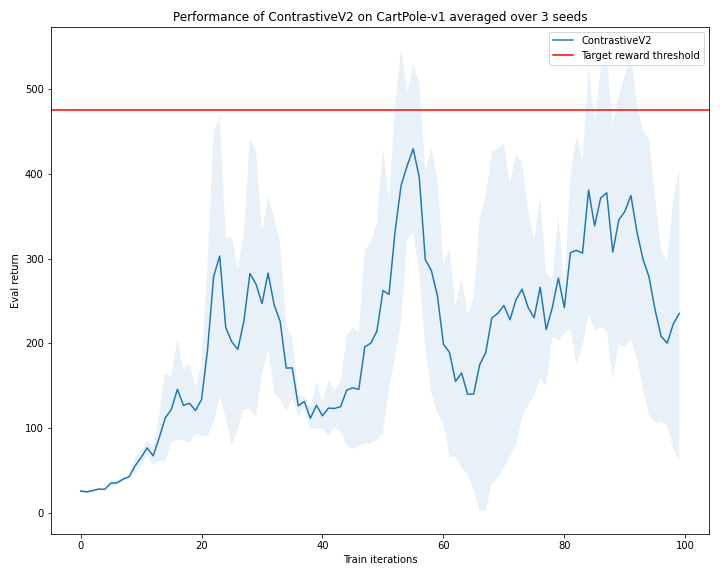 Performance of ContrastiveV2 on CartPole-v1 averaged over 3 seeds
ContrastiveV2
Target reward threshold
Eval return
500
400
300
200
100
0
0 20 40 60 80 100
Train iterations